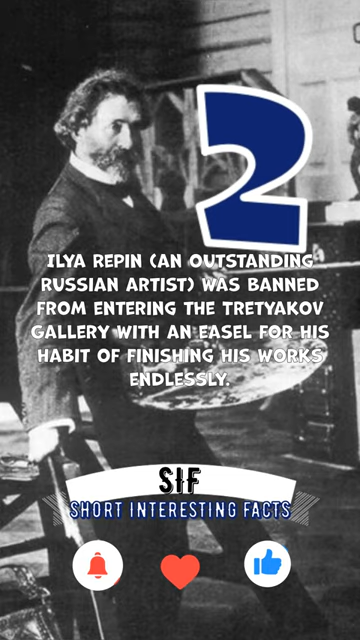 2
ILYA REPIN (AN OUTSTANDING
RUSSIAN ARTIST) WAS BANNED
FROM ENTERING THE TRETYAKOV
GALLERY WITH AN EASEL FOR HIS
HABIT OF FINISHING HIS WORKS
ENDLESSLY.
SIF
SHORT INTERESTING FACTS